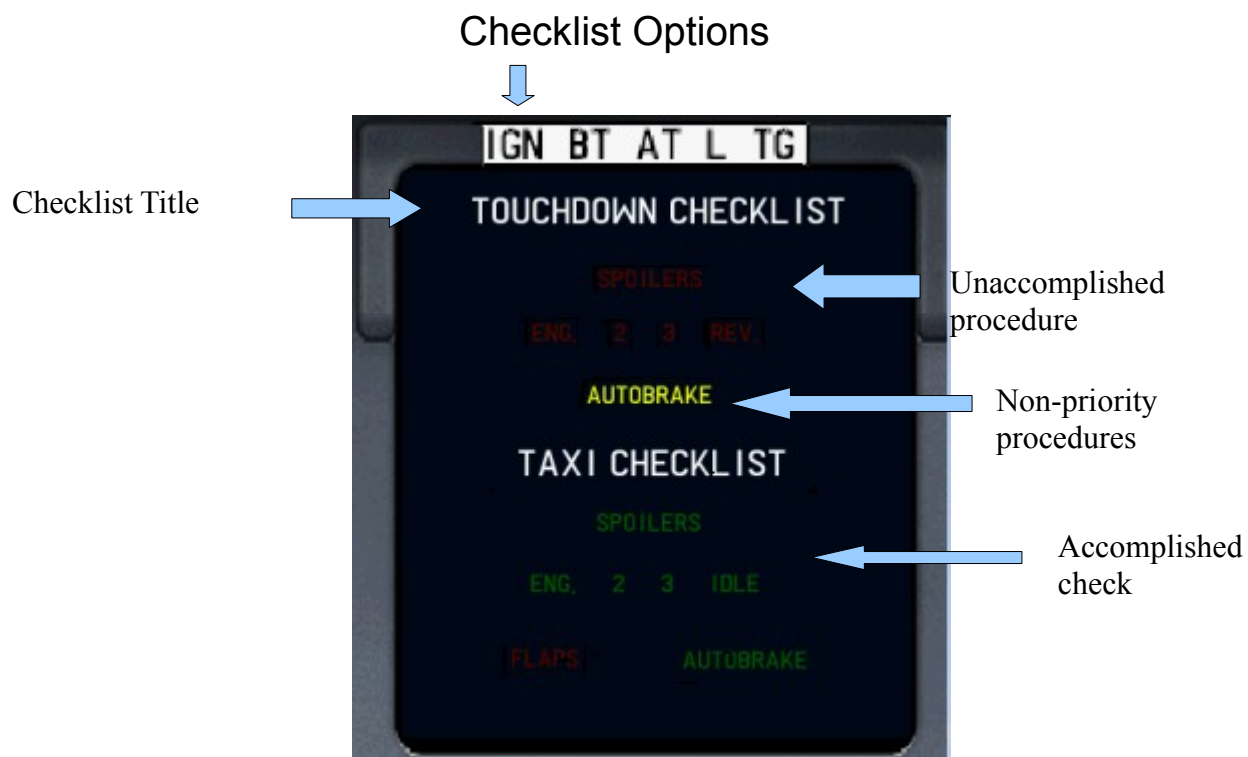 Checklist Options
IGN BT AT L TG
Checklist Title
TOUCHDOWN CHECKLIST
SPOILERS
Unaccomplished
procedure
ENG. 2 3 REV.
AUTOBRAKE
Non-priority
procedures
TAXI CHECKLIST
SPOILERS
Accomplished
check
ENG. 2 3 IDLE
FLAPS AUTOBRAKE